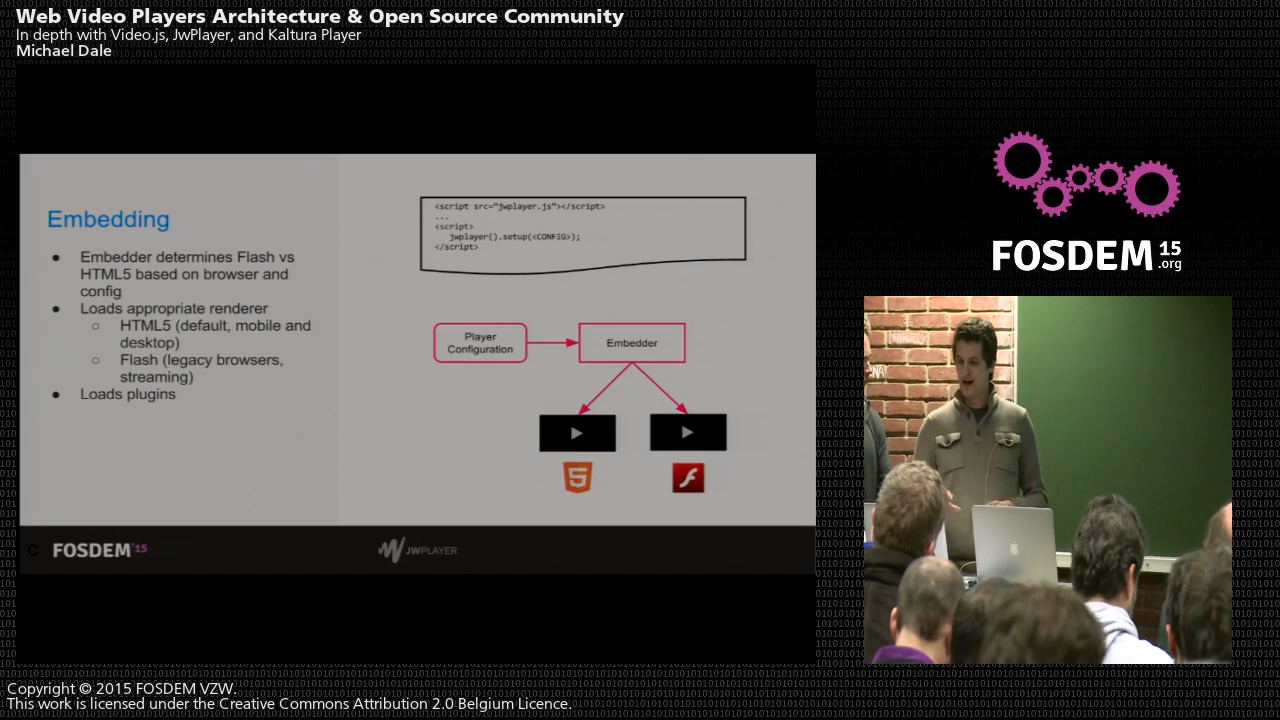 Web Video Players Architecture & Open Source Community
In depth with Video.js, JwPlayer, and Kaltura Player
Michael Dale
Embedding
● Embedder determines Flash vs
HTML5 based on browser and
config
● Loads appropriate renderer
○ HTML5 (default, mobile and
desktop)
○ Flash (legacy browsers,
streaming)
● Loads plugins
<script src="jwplayer.js"></script>
...
<script>
jwplayer().setup(<CONFIG>);
</script>
Player
Configuration
Embedder
5
f
C FOSDEM'15
JWPLAYER
FOSDEM 15
.org
Copyright © 2015 FOSDEM VZW.
This work is licensed under the Creative Commons Attribution 2.0 Belgium Licence.